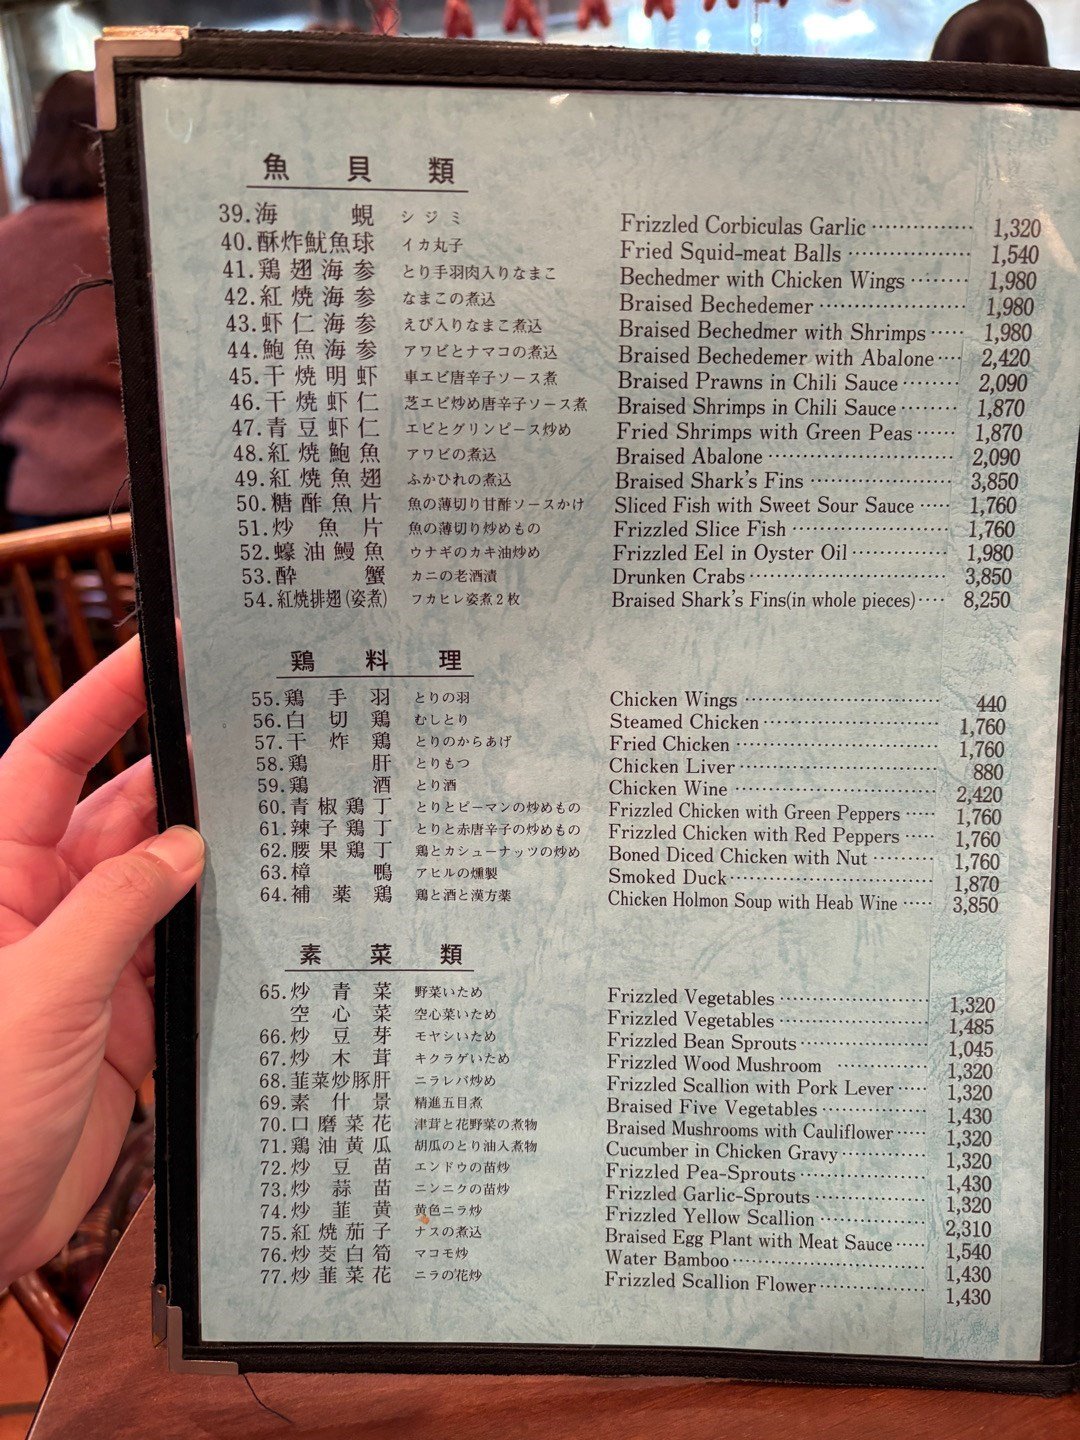 魚貝類
39.海蜆 シジミ Frizzled Corbiculas Garlic 1,320
40.酥炸魷魚球 イカ丸子 Fried Squid-meat Balls 1,540
41.鶏翅海参 とり手羽肉入りなまこ Bechedmer with Chicken Wings 1,980
42.紅焼海参 なまこの煮込 Braised Bechedemer 1,980
43.虾仁海参 えび入りなまこ煮込 Braised Bechedmer with Shrimps 1,980
44.鮑魚海参 アワビとナマコの煮込 Braised Bechedemer with Abalone 2,420
45.干焼明虾 車エビ唐辛子ソース煮 Braised Prawns in Chili Sauce 2,090
46.干焼虾仁 芝エビ炒め唐辛子ソース煮 Braised Shrimps in Chili Sauce 1,870
47.青豆虾仁 エビとグリンピース炒め Fried Shrimps with Green Peas 1,870
48.紅焼鮑魚 アワビの煮込 Braised Abalone 2,090
49.紅焼魚翅 ふかひれの煮込 Braised Shark's Fins 3,850
50.糖酢魚片 魚の薄切り甘酢ソースかけ Sliced Fish with Sweet Sour Sauce 1,760
51.炒魚片 魚の薄切り炒めもの Frizzled Slice Fish 1,760
52.蠔油鰻魚 ウナギのカキ油炒め Frizzled Eel in Oyster Oil 1,980
53.酔蟹 カニの老酒漬 Drunken Crabs 3,850
54.紅焼排翅(姿煮) フカヒレ姿煮2枚 Braised Shark's Fins(in whole pieces) 8,250
鶏料理
55.鶏手羽 とりの羽 Chicken Wings 440
56.白切鶏 むしとり Steamed Chicken 1,760
57.干炸鶏 とりのからあげ Fried Chicken 1,760
58.鶏肝 とりもつ Chicken Liver 880
59.鶏酒 とり酒 Chicken Wine 2,420
60.青椒鶏丁 とりとピーマンの炒めもの Frizzled Chicken with Green Peppers 1,760
61.辣子鶏丁 とりと赤唐辛子の炒めもの Frizzled Chicken with Red Peppers 1,760
62.腰果鶏丁 鶏とカシューナッツの炒め Boned Diced Chicken with Nut 1,760
63.樟鴨 アヒルの燻製 Smoked Duck 1,870
64.補薬鶏 鶏と酒と漢方薬 Chicken Holmon Soup with Heab Wine 3,850
素菜類
65.炒青菜 野菜いため Frizzled Vegetables 1,320
空心菜 空心菜いため Frizzled Vegetables 1,485
66.炒豆芽 モヤシいため Frizzled Bean Sprouts 1,045
67.炒木茸 キクラゲいため Frizzled Wood Mushroom 1,320
68.韮菜炒豚肝 ニラレバ炒め Frizzled Scallion with Pork Lever 1,320
69.素什景 精進五目煮 Braised Five Vegetables 1,430
70.口磨菜花 津茸と花野菜の煮物 Braised Mushrooms with Cauliflower 1,320
71.鶏油黄瓜 胡瓜のとり油入煮物 Cucumber in Chicken Gravy 1,320
72.炒豆苗 エンドウの苗炒 Frizzled Pea-Sprouts 1,430
73.炒蒜苗 ニンニクの苗炒 Frizzled Garlic-Sprouts 1,320
74.炒韮黄 黄色ニラ炒 Frizzled Yellow Scallion 2,310
75.紅焼茄子 ナスの煮込 Braised Egg Plant with Meat Sauce 1,540
76.炒茭白筍 マコモ炒 Water Bamboo 1,430
77.炒韮菜花 ニラの花炒 Frizzled Scallion Flower 1,430